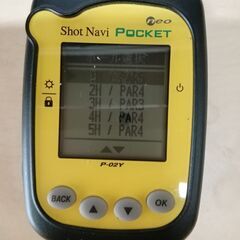 neo
Shot Navi POCKET
1H / PAR5
2H / PAR4
3H / PAR3
4H / PAR4
5H / PAR4
P-02Y
BACK
OK